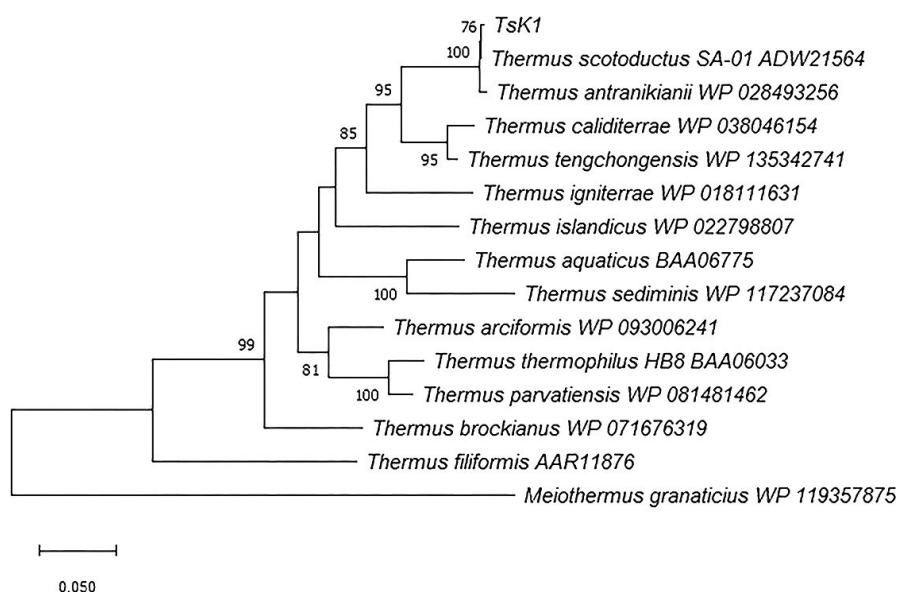 76 TsK1
100 Thermus scotoductus SA-01 ADW21564
95 Thermus antranikianii WP 028493256
Thermus caliditerrae WP 038046154
85
95 Thermus tengchongensis WP 135342741
Thermus igniterrae WP 018111631
Thermus islandicus WP 022798807
Thermus aquaticus BAA06775
100 Thermus sediminis WP 117237084
Thermus arciformis WP 093006241
99
Thermus thermophilus HB8 BAA06033
81
100 Thermus parvatiensis WP 081481462
Thermus brockianus WP 071676319
Thermus filiformis AAR11876
Meiothermus granaticius WP 119357875
0.050